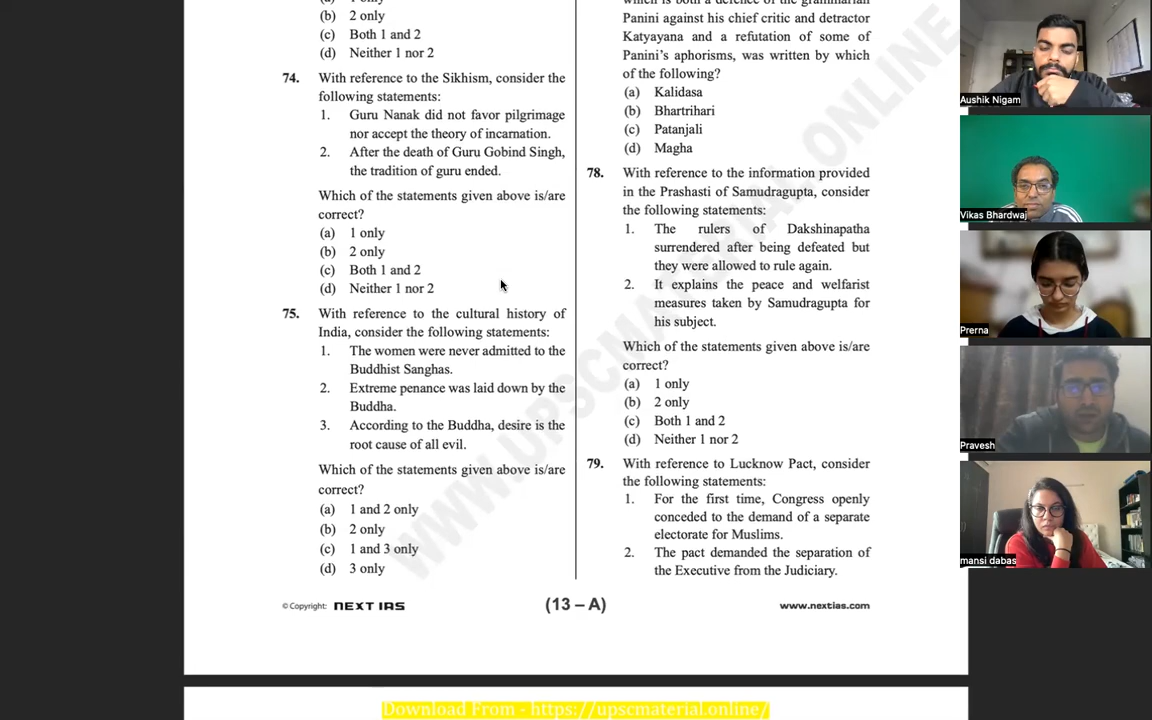 (b) 2 only
(c) Both 1 and 2
(d) Neither 1 nor 2
74. With reference to the Sikhism, consider the
following statements:
1. Guru Nanak did not favor pilgrimage
nor accept the theory of incarnation.
2. After the death of Guru Gobind Singh,
the tradition of guru ended.
Which of the statements given above is/are
correct?
(a) 1 only
(b) 2 only
(c) Both 1 and 2
(d) Neither 1 nor 2
75. With reference to the cultural history of
India, consider the following statements:
1. The women were never admitted to the
Buddhist Sanghas.
2. Extreme penance was laid down by the
Buddha.
3. According to the Buddha, desire is the
root cause of all evil.
Which of the statements given above is/are
correct?
(a) 1 and 2 only
(b) 2 only
(c) 1 and 3 only
(d) 3 only
which is both a defence of the grammarian
Panini against his chief critic and detractor
Katyayana and a refutation of some of
Panini's aphorisms, was written by which
of the following?
(a) Kalidasa
(b) Bhartrihari
(c) Patanjali
(d) Magha
78. With reference to the information provided
in the Prashasti of Samudragupta, consider
the following statements:
1. The rulers of Dakshinapatha
surrendered after being defeated but
they were allowed to rule again.
2. It explains the peace and welfarist
measures taken by Samudragupta for
his subject.
Which of the statements given above is/are
correct?
(a) 1 only
(b) 2 only
(c) Both 1 and 2
(d) Neither 1 nor 2
79. With reference to Lucknow Pact, consider
the following statements:
1. For the first time, Congress openly
conceded to the demand of a separate
electorate for Muslims.
2. The pact demanded the separation of
the Executive from the Judiciary.
© Copyright: NEXT IAS
(13 – A)
www.nextias.com
WWW.UPSCMATERIAL.ONLINE
Download From - https://upscmaterial.online/
Aushik Nigam
Vikas Bhardwaj
Prerna
Pravesh
mansi dabas